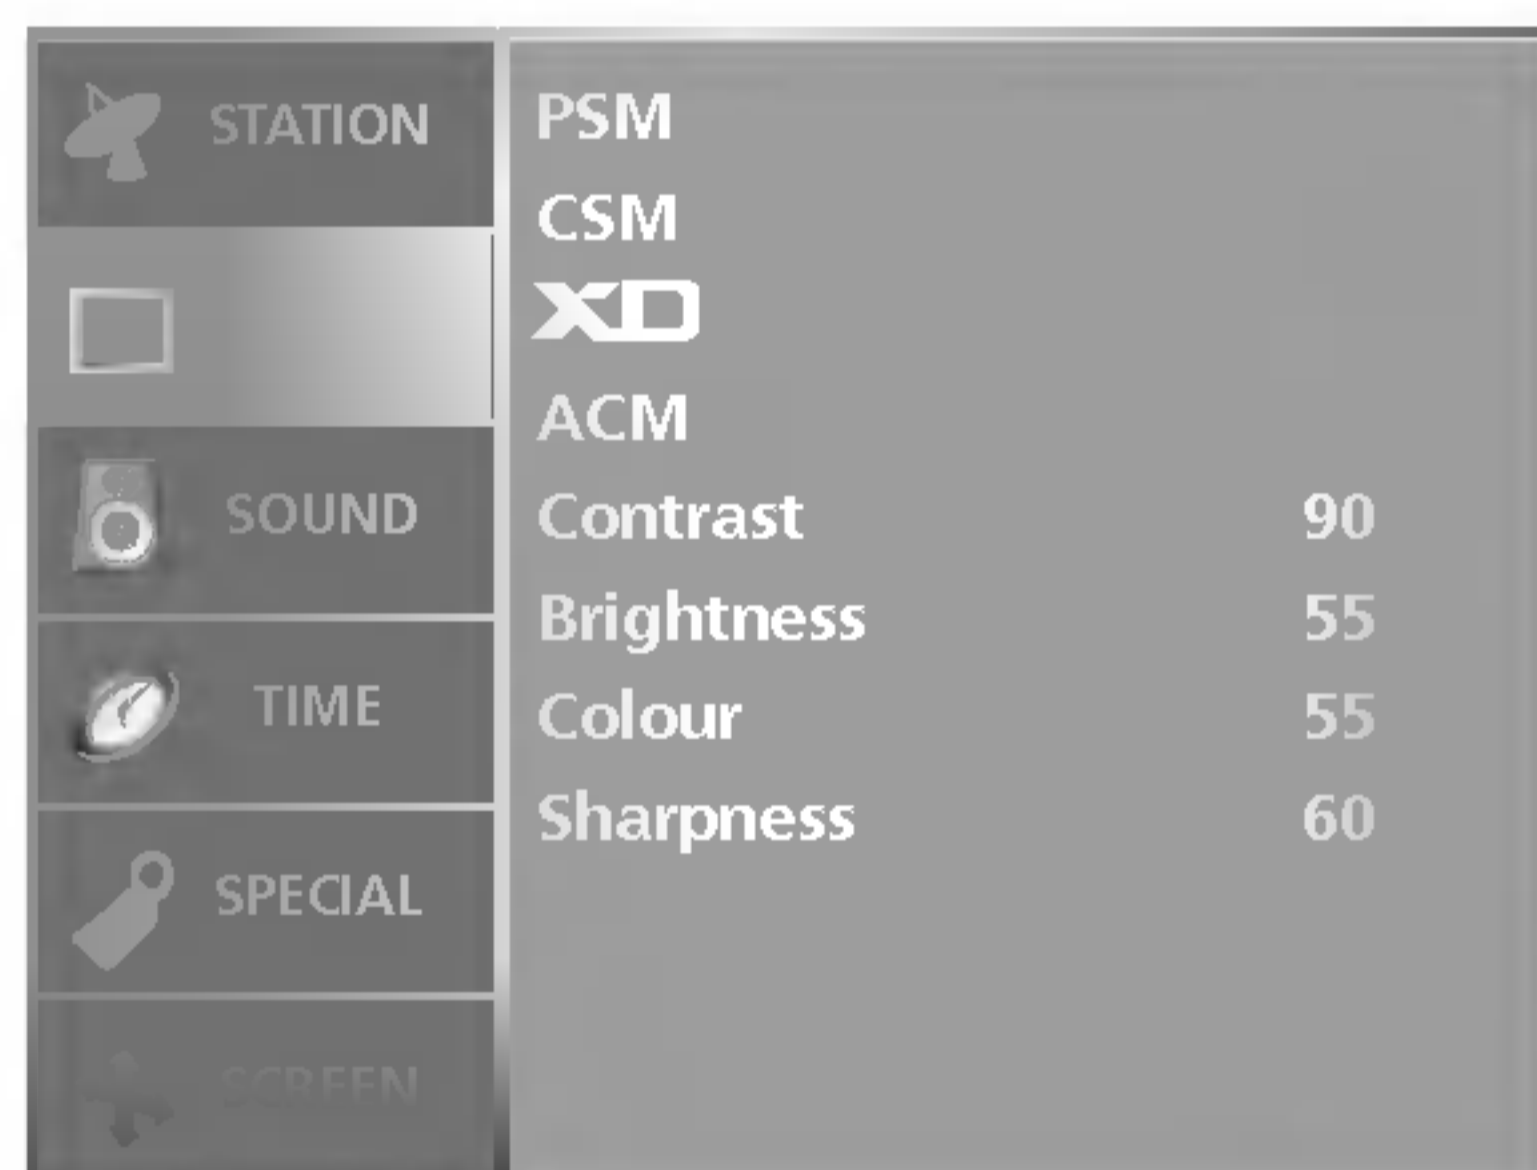 STATION
SOUND
TIME
SPECIAL
SCREEN
PSM
CSM
XD
ACM
Contrast 90
Brightness 55
Colour 55
Sharpness 60